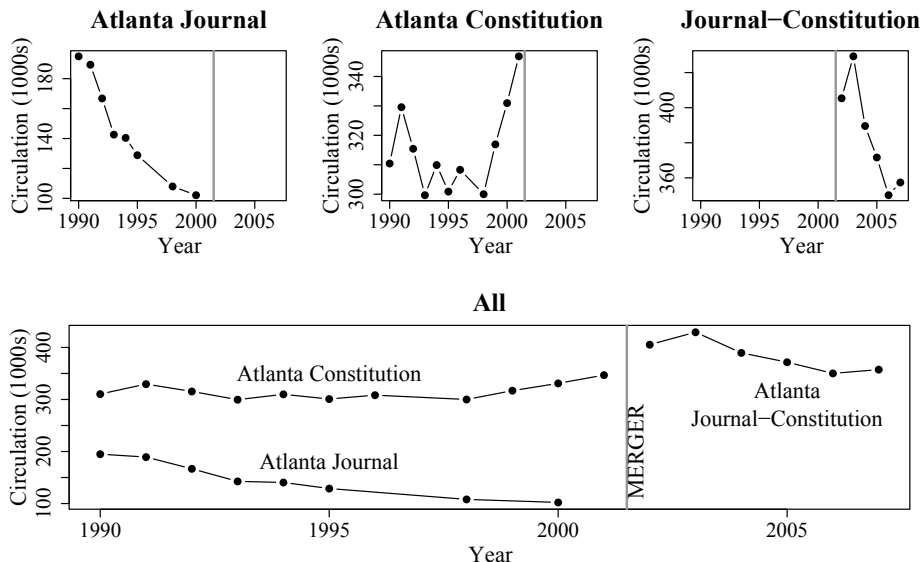 Atlanta Journal
Circulation (1000s)
180
140
100
1990 1995 2000 2005
Year
Atlanta Constitution
Circulation (1000s)
340
320
300
1990 1995 2000 2005
Year
Journal−Constitution
Circulation (1000s)
400
360
1990 1995 2000 2005
Year
All
Circulation (1000s)
400
300
200
100
Atlanta Constitution
Atlanta Journal
MERGER
Atlanta
Journal−Constitution
1990 1995 2000 2005
Year